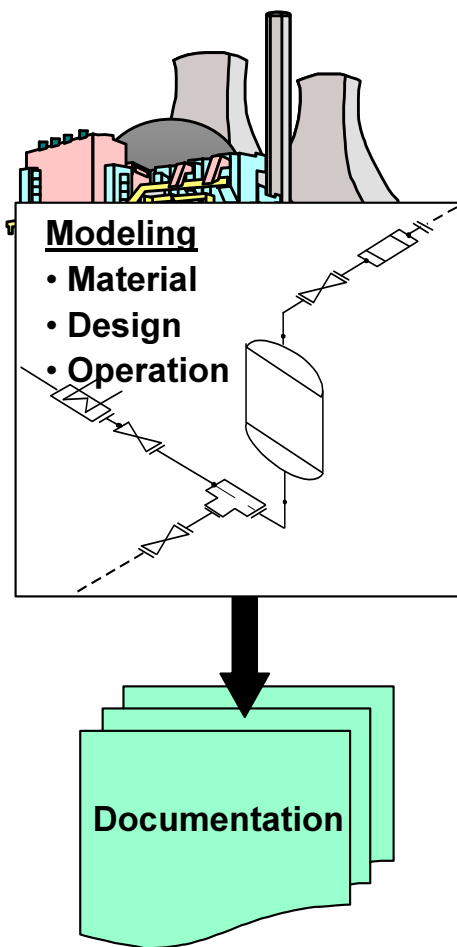 Modeling
• Material
• Design
• Operation
Documentation